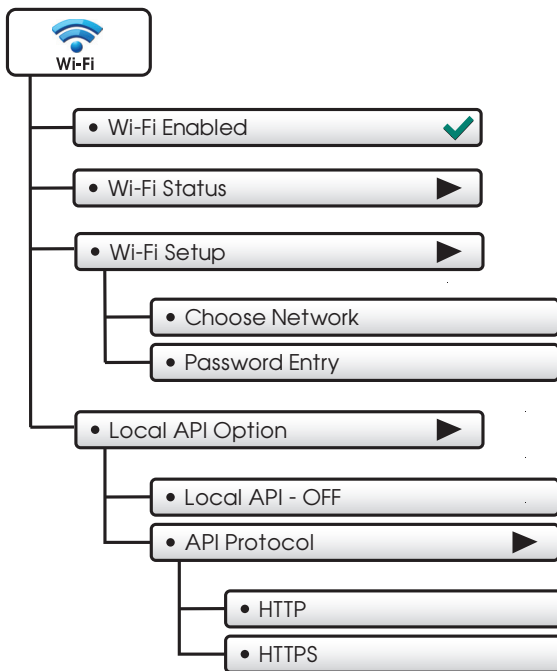 Wi-Fi
• Wi-Fi Enabled
• Wi-Fi Status
• Wi-Fi Setup
• Choose Network
• Password Entry
• Local API Option
• Local API - OFF
• API Protocol
• HTTP
• HTTPS